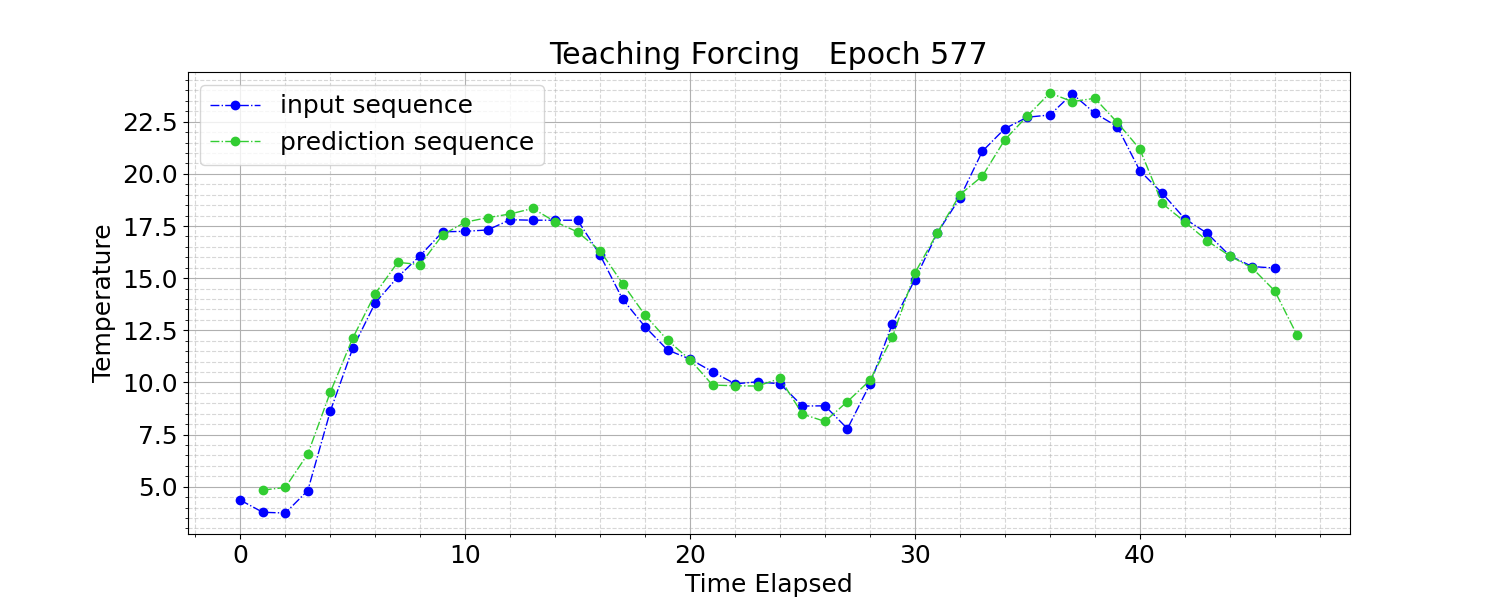 Teaching Forcing   Epoch 577
input sequence
prediction sequence
Temperature
22.5
20.0
17.5
15.0
12.5
10.0
7.5
5.0
0 10 20 30 40
Time Elapsed